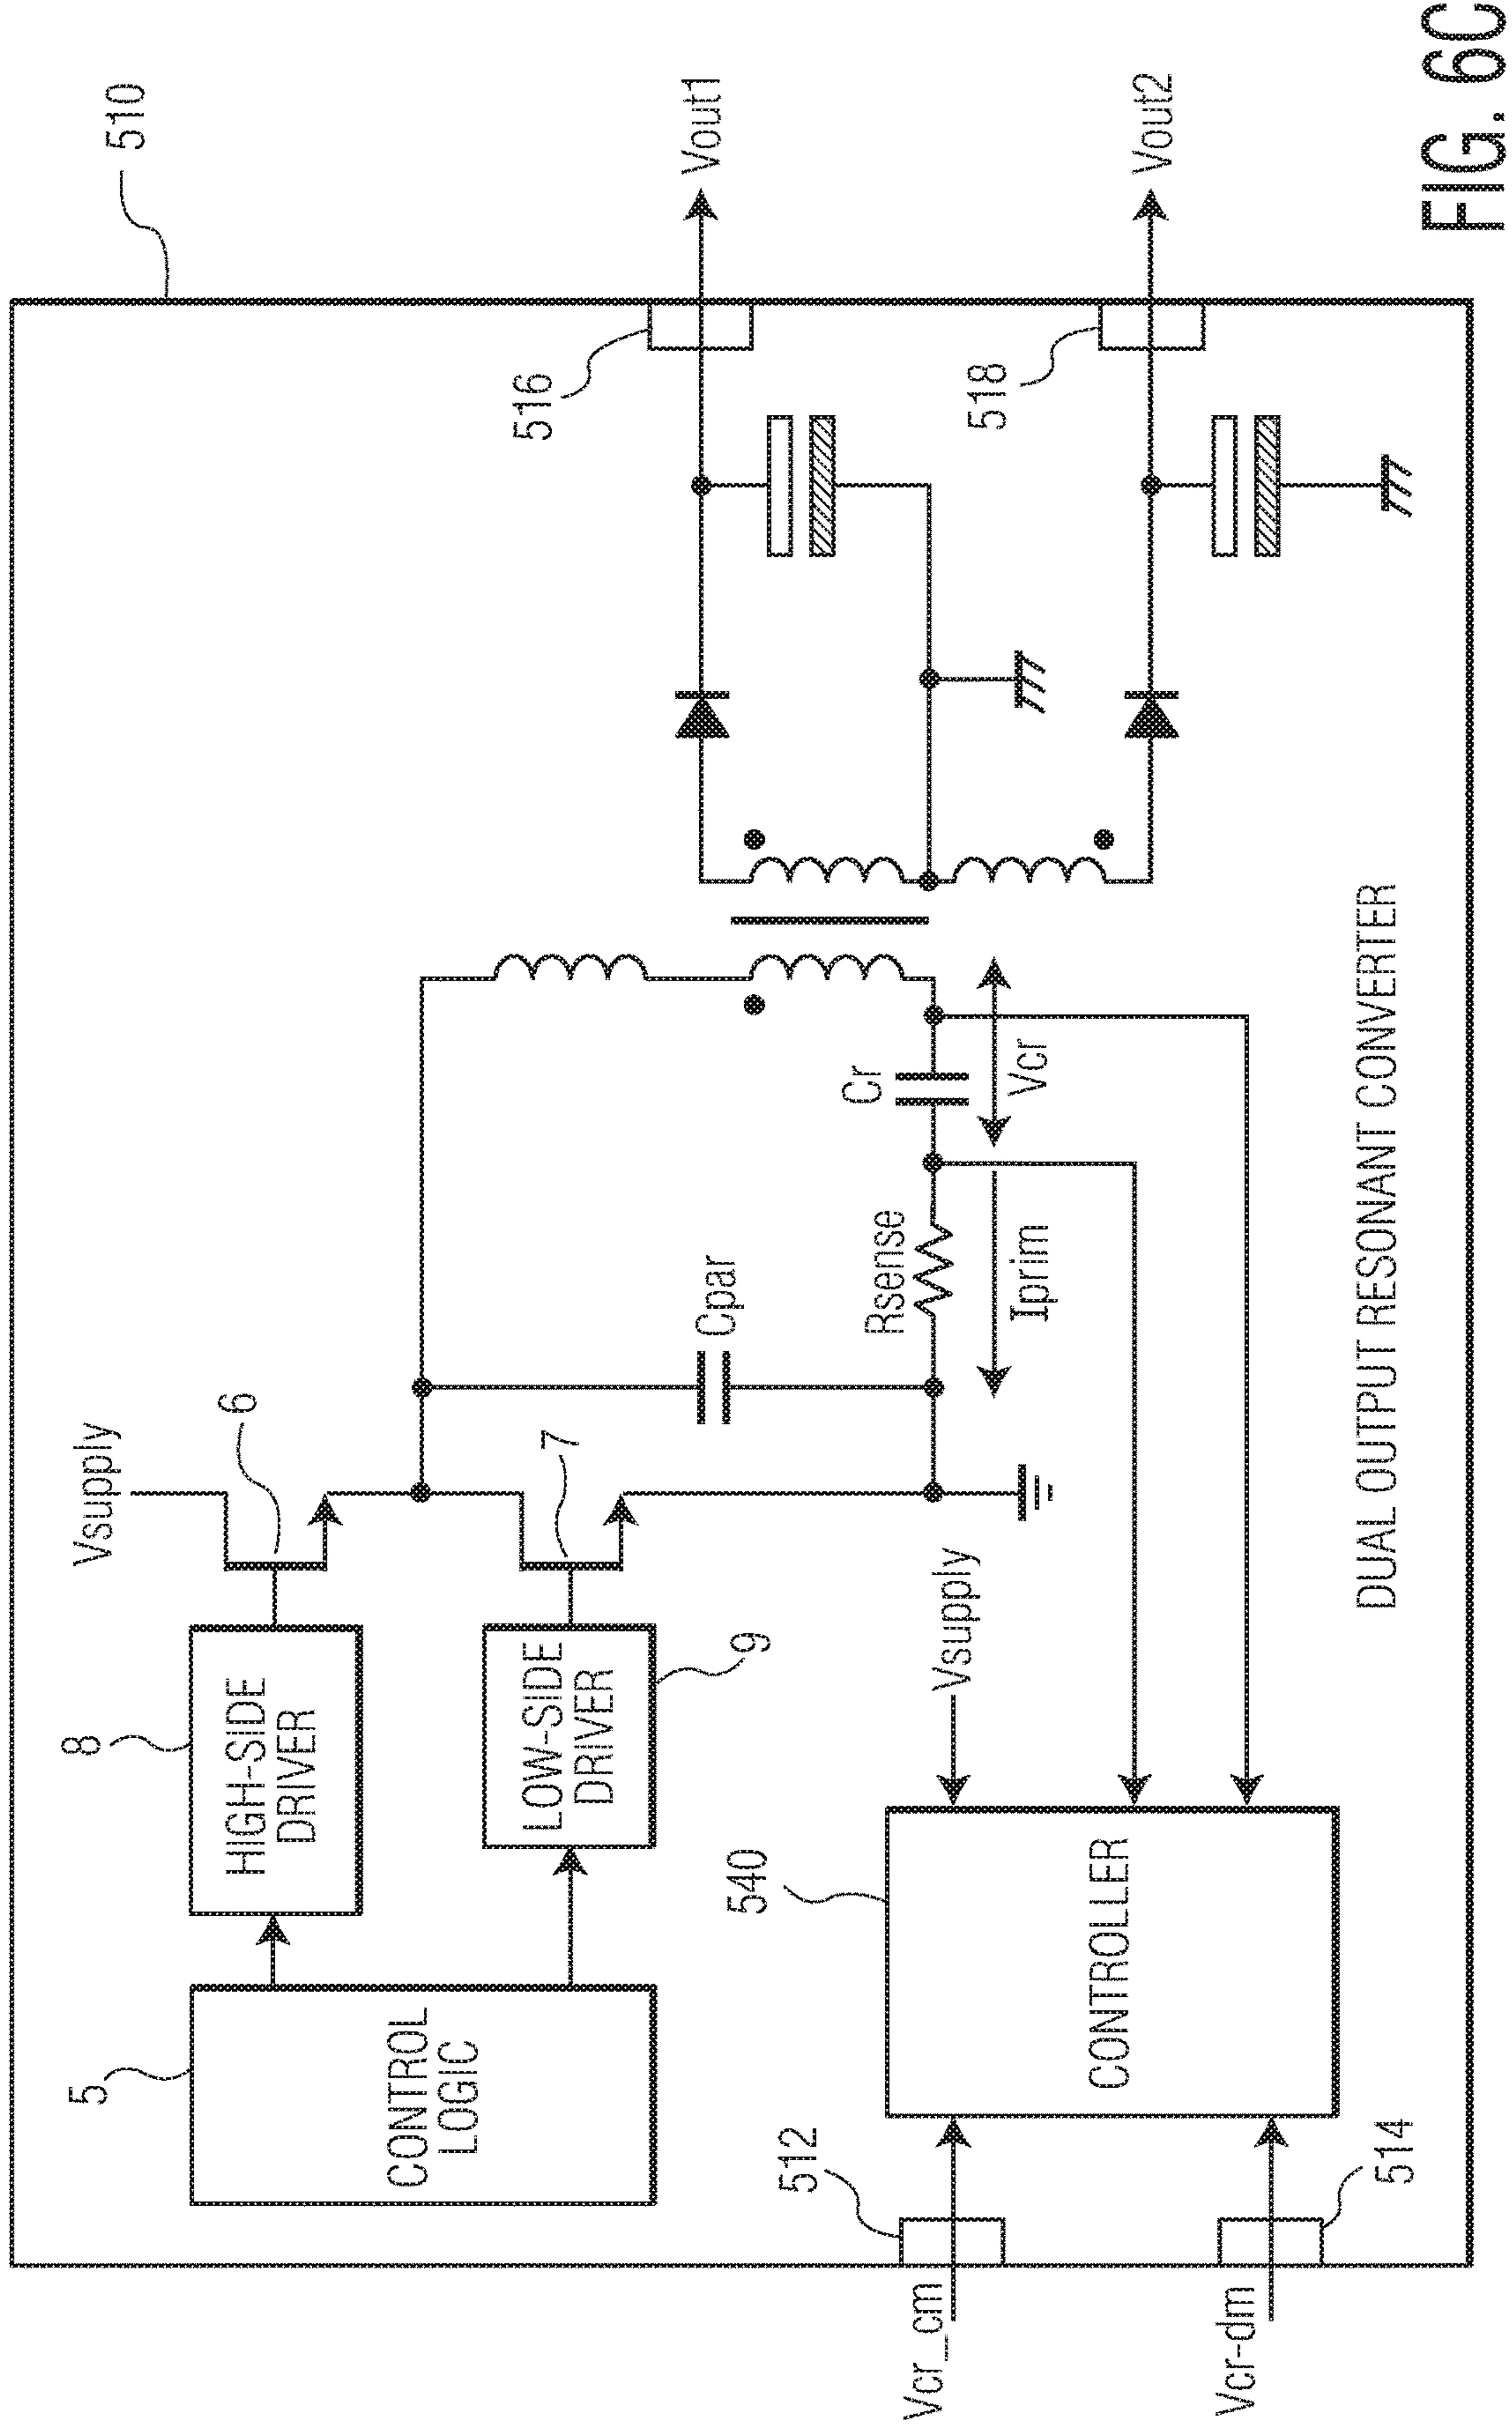 510
Vsupply
6
8
HIGH-SIDE
DRIVER
5
CONTROL
LOGIC
7
LOW-SIDE
DRIVER
9
Cpar
516
Vout1
Rsense
Cr
Iprim
Vcr
518
Vout2
540
Vsupply
CONTROLLER
512
Vcr_cm
514
Vcr-dm
DUAL OUTPUT RESONANT CONVERTER
FIG. 6C